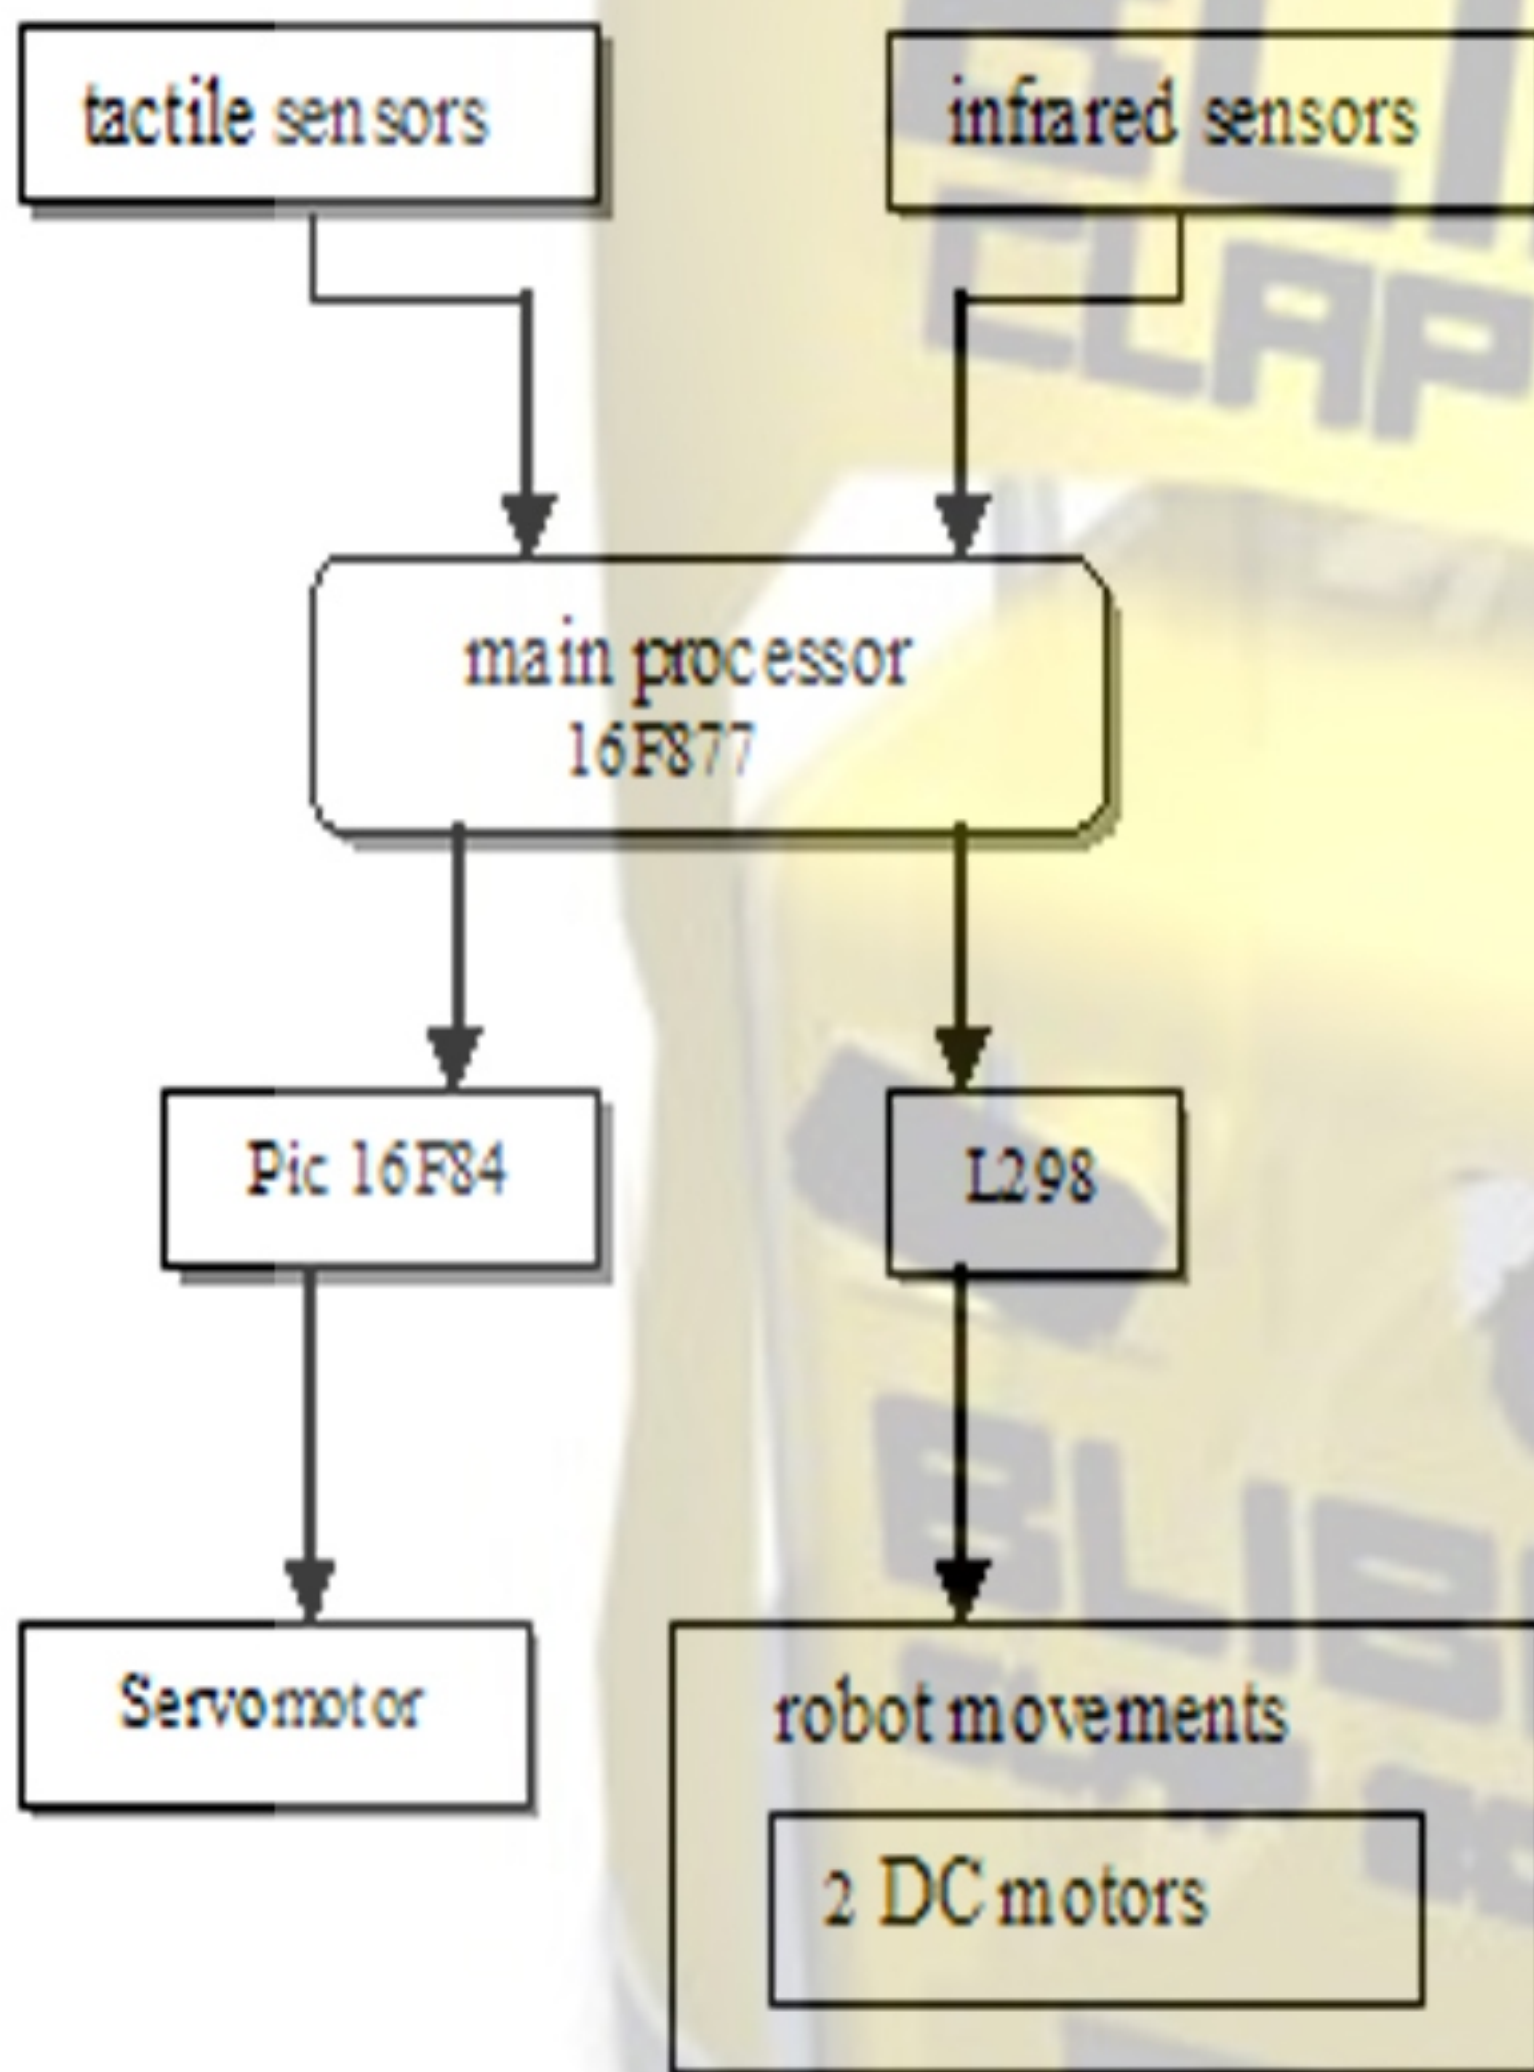 tactile sensors
infrared sensors
main processor
16F877
Pic 16F84
L298
Servomotor
robot movements
2 DC motors